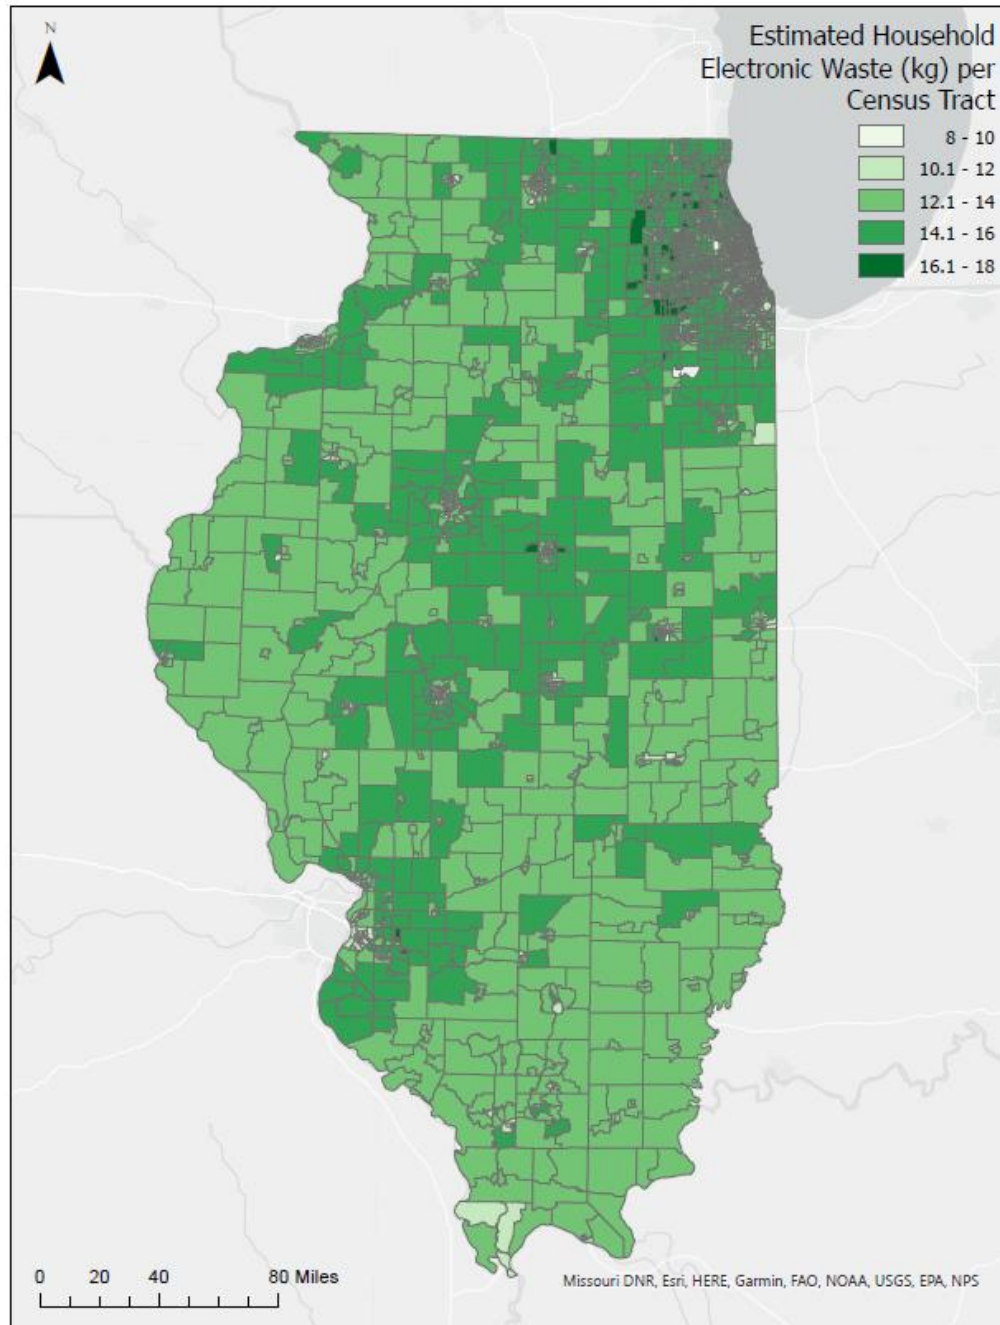 N
Estimated Household
Electronic Waste (kg) per
Census Tract
8 - 10
10.1 - 12
12.1 - 14
14.1 - 16
16.1 - 18
0 20 40 80 Miles
Missouri DNR, Esri, HERE, Garmin, FAO, NOAA, USGS, EPA, NPS